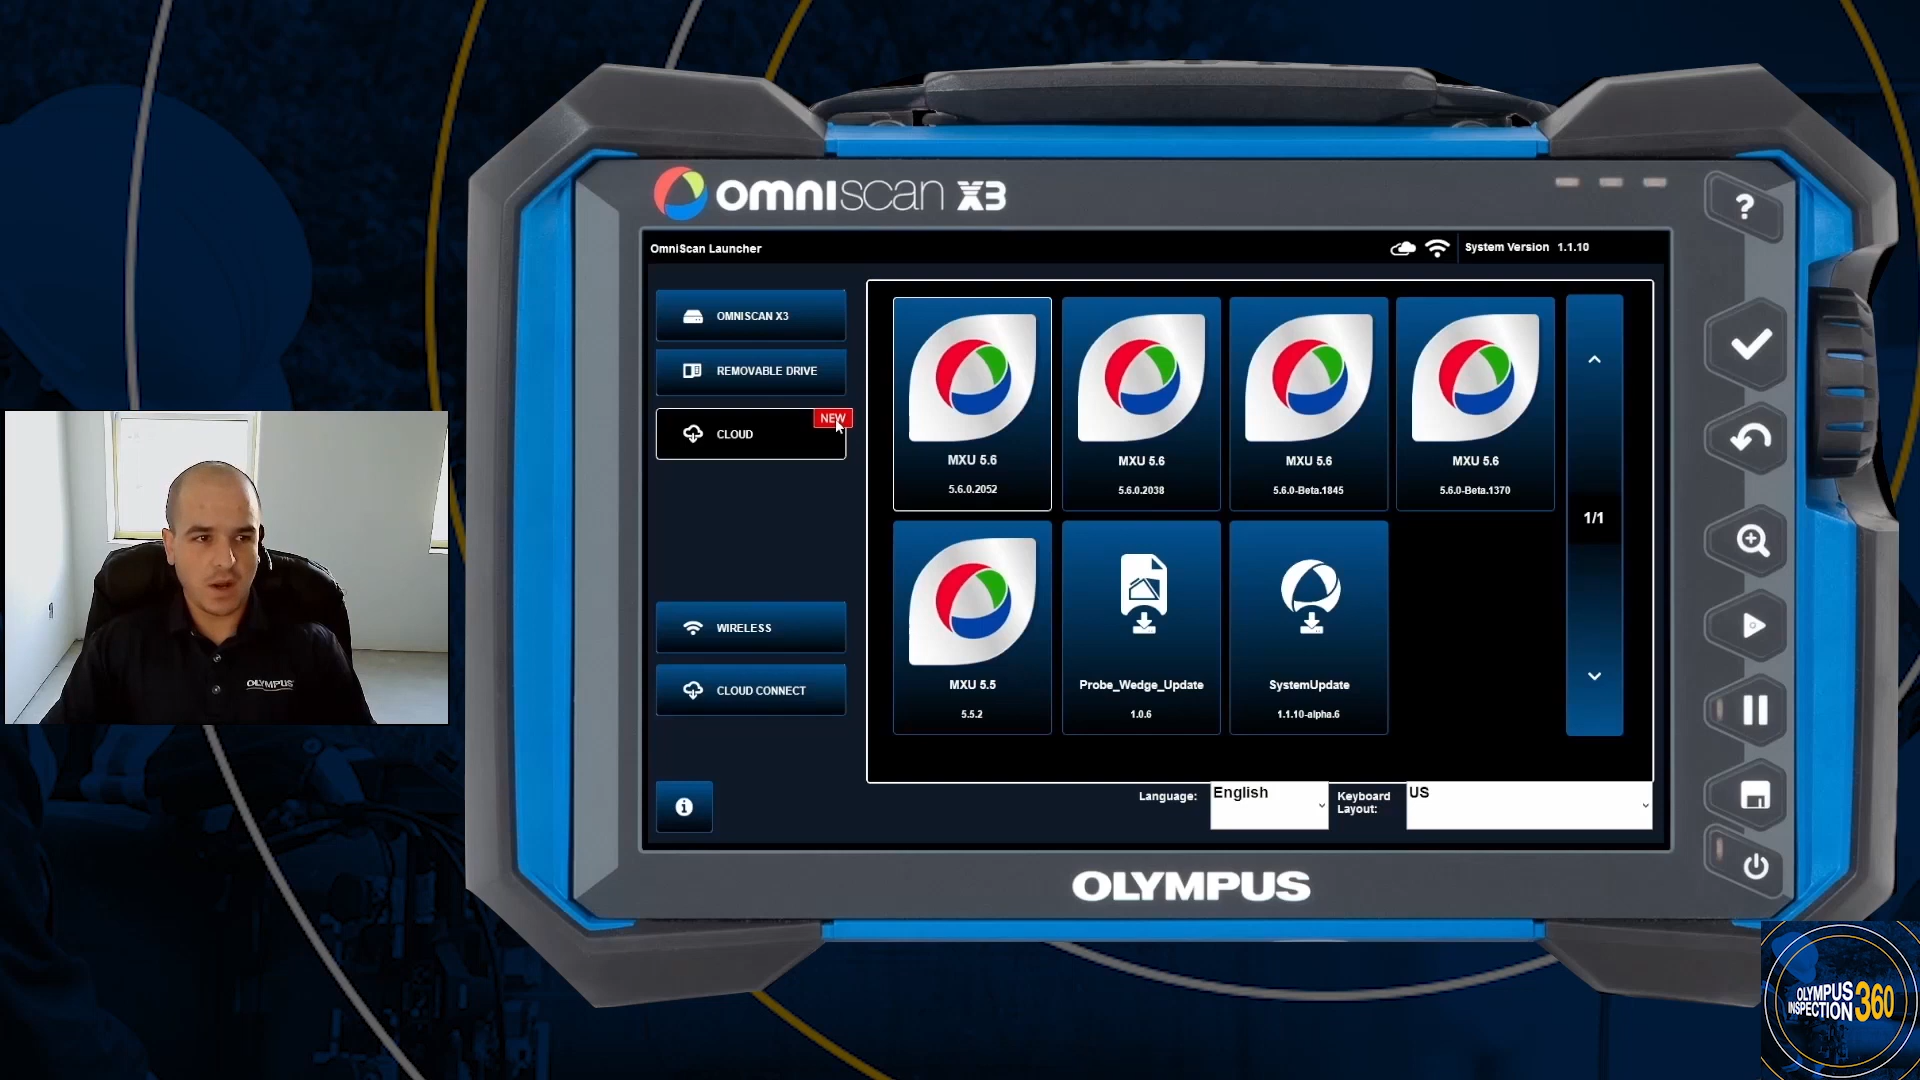 OMNISCAN X3
OmniScan Launcher
System Version 1.1.10
OMNISCAN X3
REMOVABLE DRIVE
NEW
CLOUD
WIRELESS
CLOUD CONNECT
MXU 5.6
5.6.0.2052
MXU 5.6
5.6.0.2038
MXU 5.6
5.6.0-Beta.1845
MXU 5.6
5.6.0-Beta.1370
1/1
MXU 5.5
5.5.2
Probe_Wedge_Update
1.0.6
SystemUpdate
1.1.10-alpha.6
Language:
English
Keyboard
Layout:
US
?
OLYMPUS
OLYMPUS
OLYMPUS
INSPECTION 360